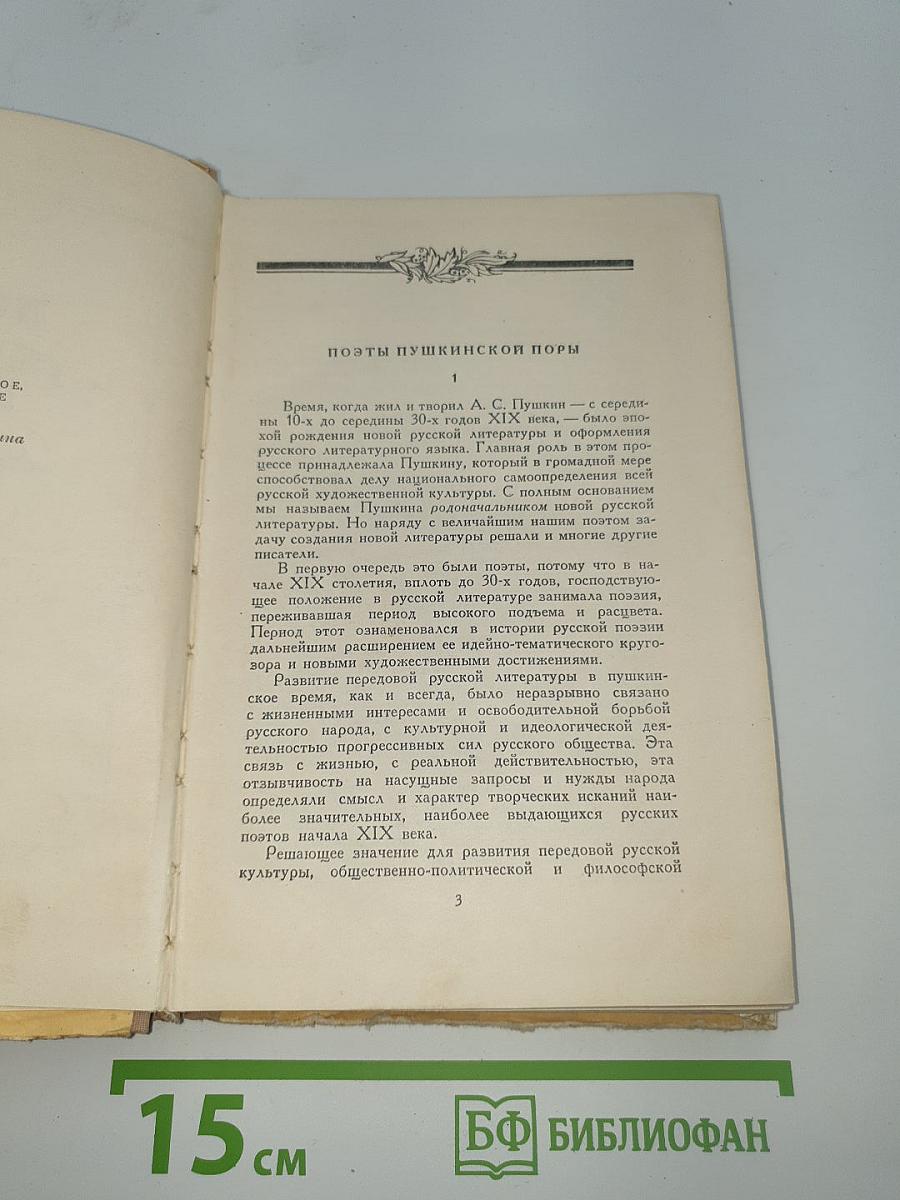 ОЕ,
Е
ина
ПОЭТЫ ПУШКИНСКОЙ ПОРЫ
1
Время, когда жил и творил А. С. Пушкин — с середи-
ны 10-х до середины 30-х годов XIX века, — было эпо-
хой рождения новой русской литературы и оформления
русского литературного языка. Главная роль в этом про-
цессе принадлежала Пушкину, который в громадной мере
способствовал делу национального самоопределения всей
русской художественной культуры. С полным основанием
мы называем Пушкина родоначальником новой русской
литературы. Но наряду с величайшим нашим поэтом за-
дачу создания новой литературы решали и многие другие
писатели.
В первую очередь это были поэты, потому что в на-
чале XIX столетия, вплоть до 30-х годов, господствую-
щее положение в русской литературе занимала поэзия,
переживавшая период высокого подъема и расцвета.
Период этот ознаменовался в истории русской поэзии
дальнейшим расширением ее идейно-тематического круго-
зора и новыми художественными достижениями.
Развитие передовой русской литературы в пушкин-
ское время, как и всегда, было неразрывно связано
с жизненными интересами и освободительной борьбой
русского народа, с культурной и идеологической дея-
тельностью прогрессивных сил русского общества. Эта
связь с жизнью, с реальной действительностью, эта
отзывчивость на насущные запросы и нужды народа
определяли смысл и характер творческих исканий наи-
более значительных, наиболее выдающихся русских
поэтов начала XIX века.
Решающее значение для развития передовой русской
культуры, общественно-политической и философской
3
15 см
БФ БИБЛИОФАН